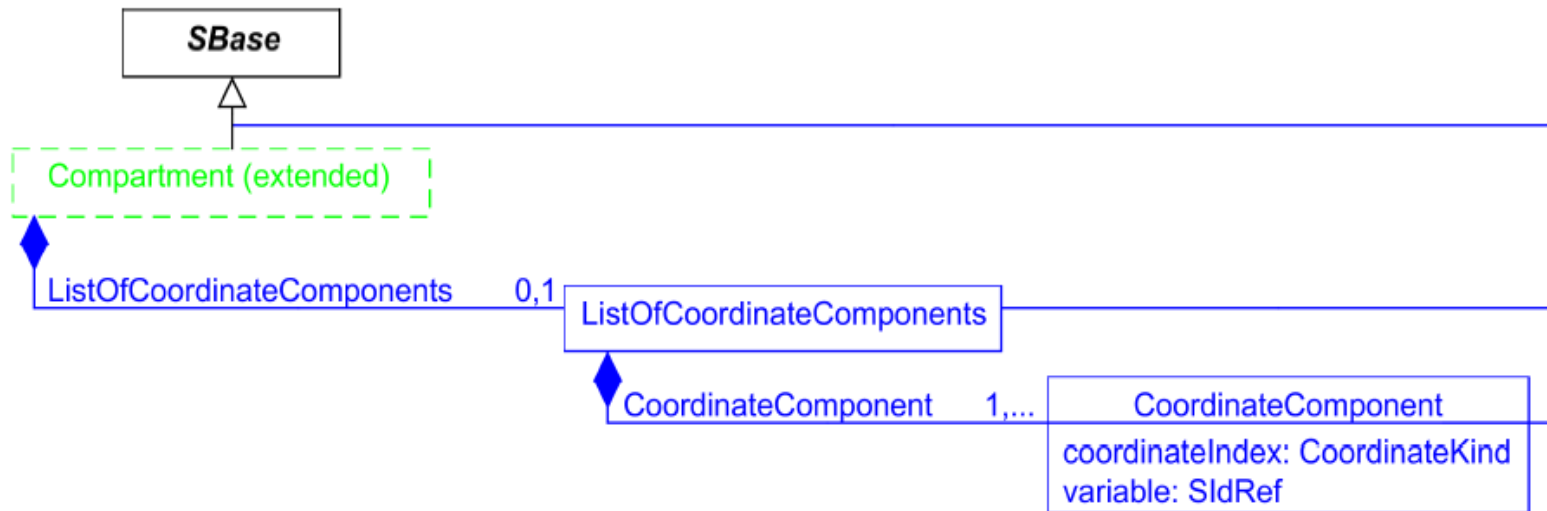 SBase
Compartment (extended)
ListOfCoordinateComponents 0,1
ListOfCoordinateComponents
CoordinateComponent 1,...
CoordinateComponent
coordinateIndex: CoordinateKind
variable: SIdRef